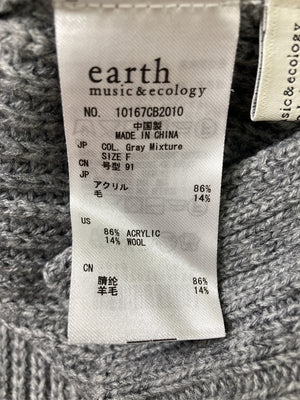 earth
music&ecology
NO. 10167CB2010
中国製
MADE IN CHINA
JP COL. Gray Mixture
SIZE F
CN 号型 91
JP
アクリル 86%
毛 14%
US
86% ACRYLIC
14% WOOL
CN
腈纶 86%
羊毛 14%